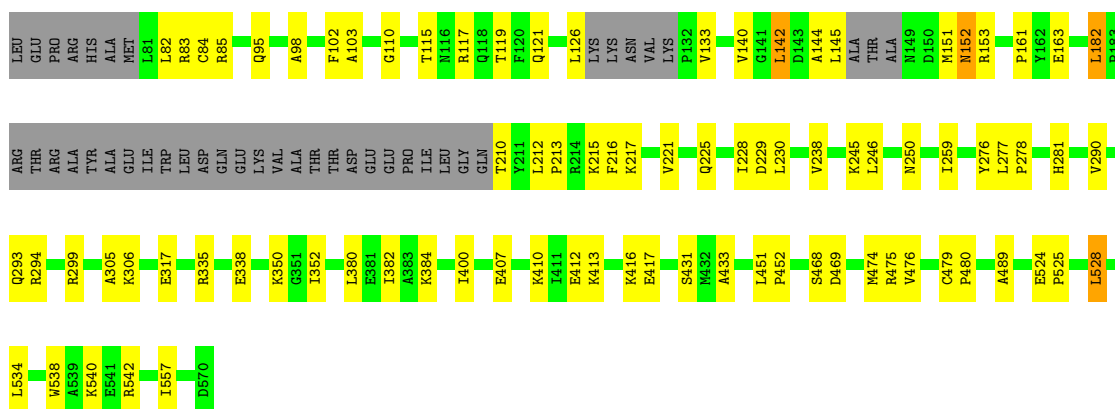 LEU GLU PRO ARG HIS ALA MET L81 L82 R83 C84 R85 Q95 A98 F102 A103 G110 T115 N116 R117 Q118 T119 F120 Q121 L126 LYS LYS ASN VAL LYS P132 V133 V140 G141 L142 D143 A144 L145 ALA THR ALA N149 D150 M151 N152 R153 P161 Y162 E163 L182 R183
ARG THR ARG ALA TYR ALA GLU ILE TRP LEU ASP GLN GLU LYS VAL ALA THR THR ASP GLU GLU PRO ILE LEU GLY GLN T210 Y211 L212 P213 R214 K215 F216 K217 V221 Q225 I228 D229 L230 V238 K245 L246 N250 I259 Y276 L277 P278 H281 V290
Q293 R294 R299 A305 K306 E317 R335 E338 K350 G351 I352 L380 E381 I382 A383 K384 I400 E407 K410 I411 E412 K413 K416 E417 S431 M432 A433 L451 P452 S468 D469 M474 R475 V476 C479 P480 A489 E524 P525 L528
L534 W538 A539 K540 E541 R542 I557 D570